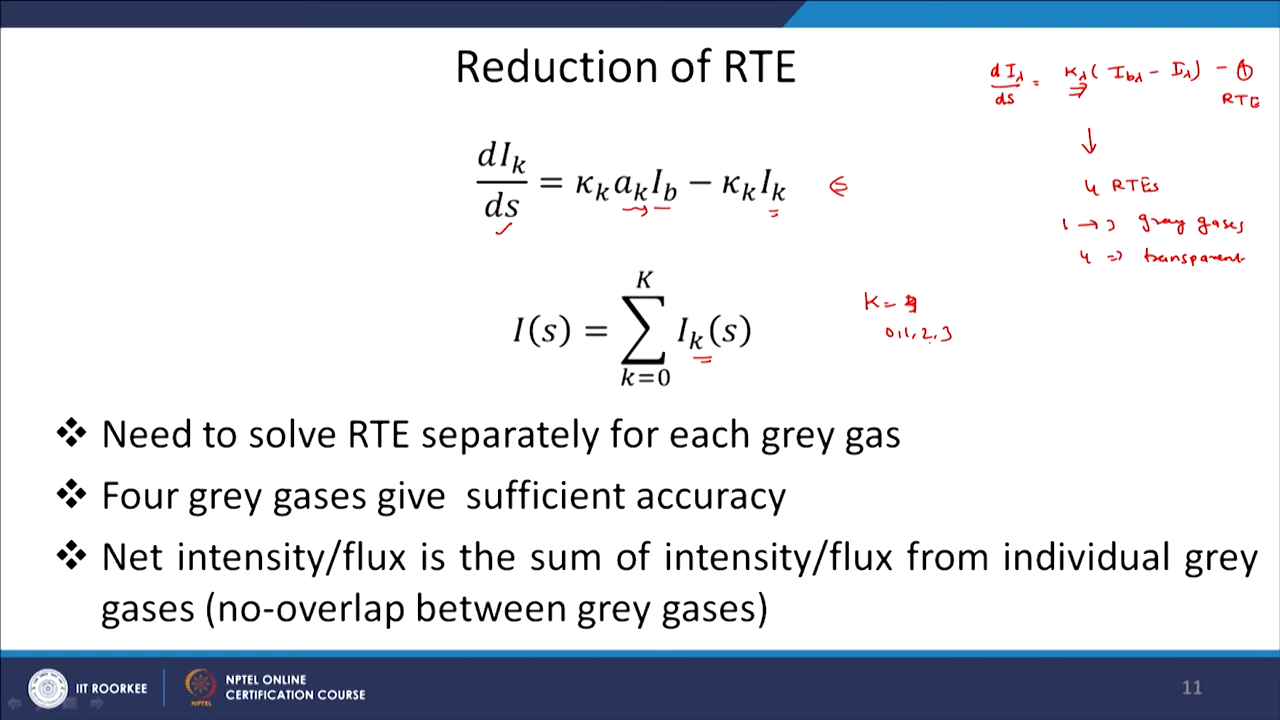 Reduction of RTE
dI_k/ds = κ_k a_k I_b − κ_k I_k
I(s) = ∑_{k=0}^{K} I_k(s)
dI_λ/ds = K_λ( I_bλ - I_λ) - ①
RTE
4 RTEs
1 → 3 gray gases
4 => transparent
K =
0,1,2,3
❖ Need to solve RTE separately for each grey gas
❖ Four grey gases give sufficient accuracy
❖ Net intensity/flux is the sum of intensity/flux from individual grey
gases (no-overlap between grey gases)
IIT ROORKEE
NPTEL ONLINE
CERTIFICATION COURSE
NPTEL
11